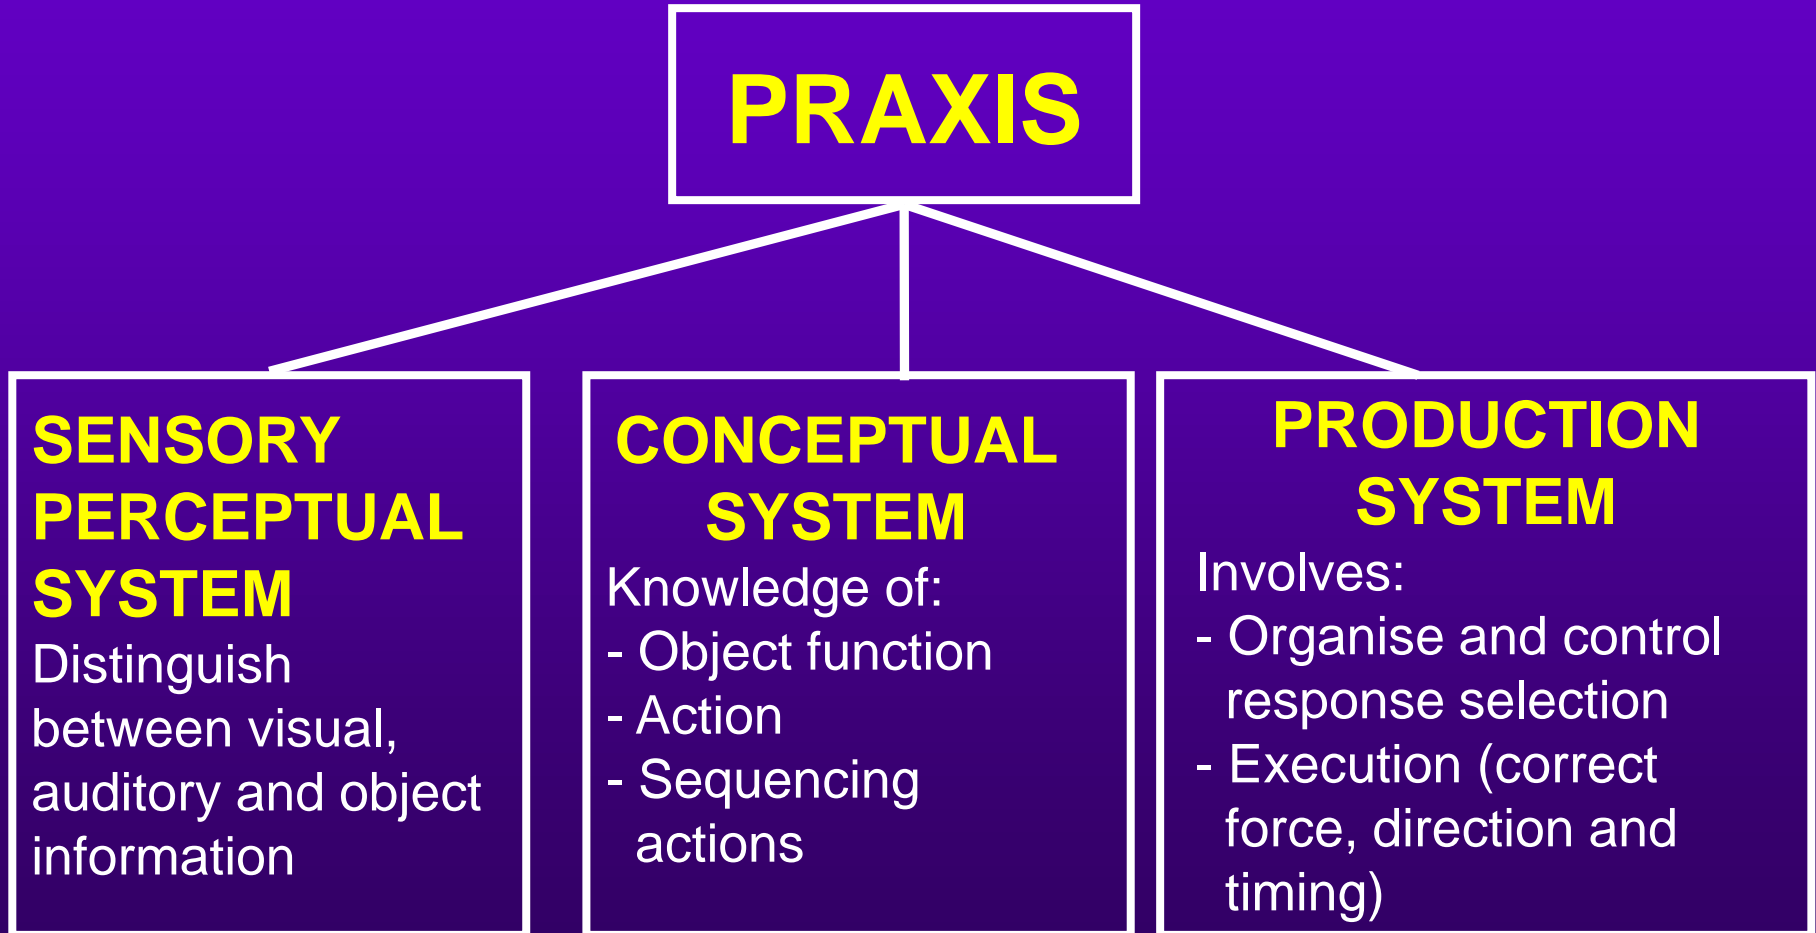 PRAXIS
SENSORY
PERCEPTUAL
SYSTEM
Distinguish
between visual,
auditory and object
information
CONCEPTUAL
SYSTEM
Knowledge of:
- Object function
- Action
- Sequencing
actions
PRODUCTION
SYSTEM
Involves:
- Organise and control
response selection
- Execution (correct
force, direction and
timing)